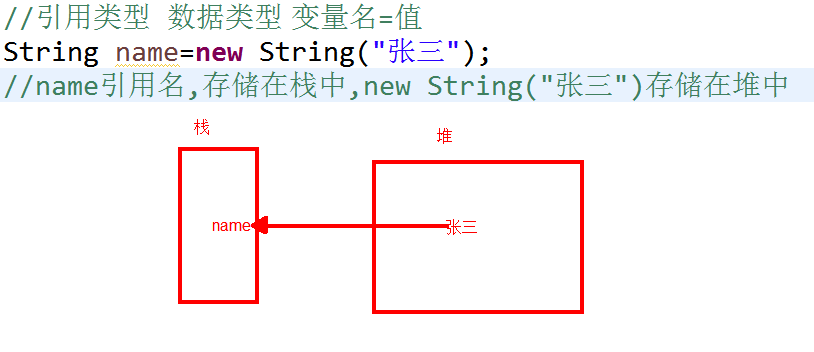 //引用类型 数据类型 变量名=值
String name=new String("张三");
//name引用名,存储在栈中,new String("张三")存储在堆中
栈
堆
name
张三